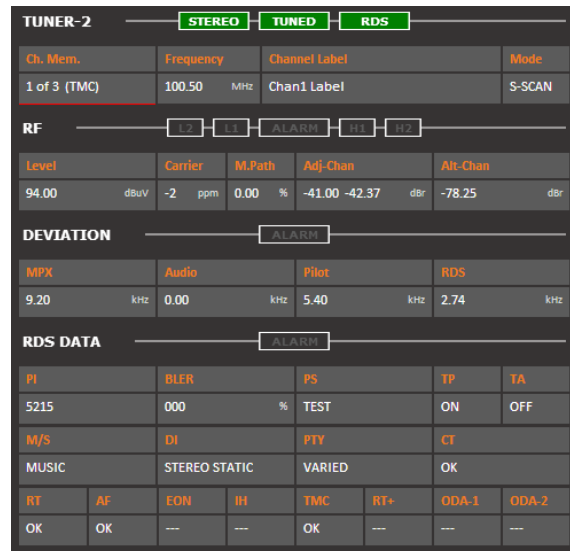 TUNER-2 STEREO TUNED RDS
Ch. Mem. Frequency Channel Label Mode
1 of 3 (TMC) 100.50 MHz Chan1 Label S-SCAN
RF L2 L1 ALARM H1 H2
Level Carrier M.Path Adj-Chan Alt-Chan
94.00 dBuV -2 ppm 0.00 % -41.00 -42.37 dBr -78.25 dBr
DEVIATION ALARM
MPX Audio Pilot RDS
9.20 kHz 0.00 kHz 5.40 kHz 2.74 kHz
RDS DATA ALARM
PI BLER PS TP TA
5215 000 % TEST ON OFF
M/S DI PTY CT
MUSIC STEREO STATIC VARIED OK
RT AF EON IH TMC RT+ ODA-1 ODA-2
OK OK --- --- OK --- --- ---